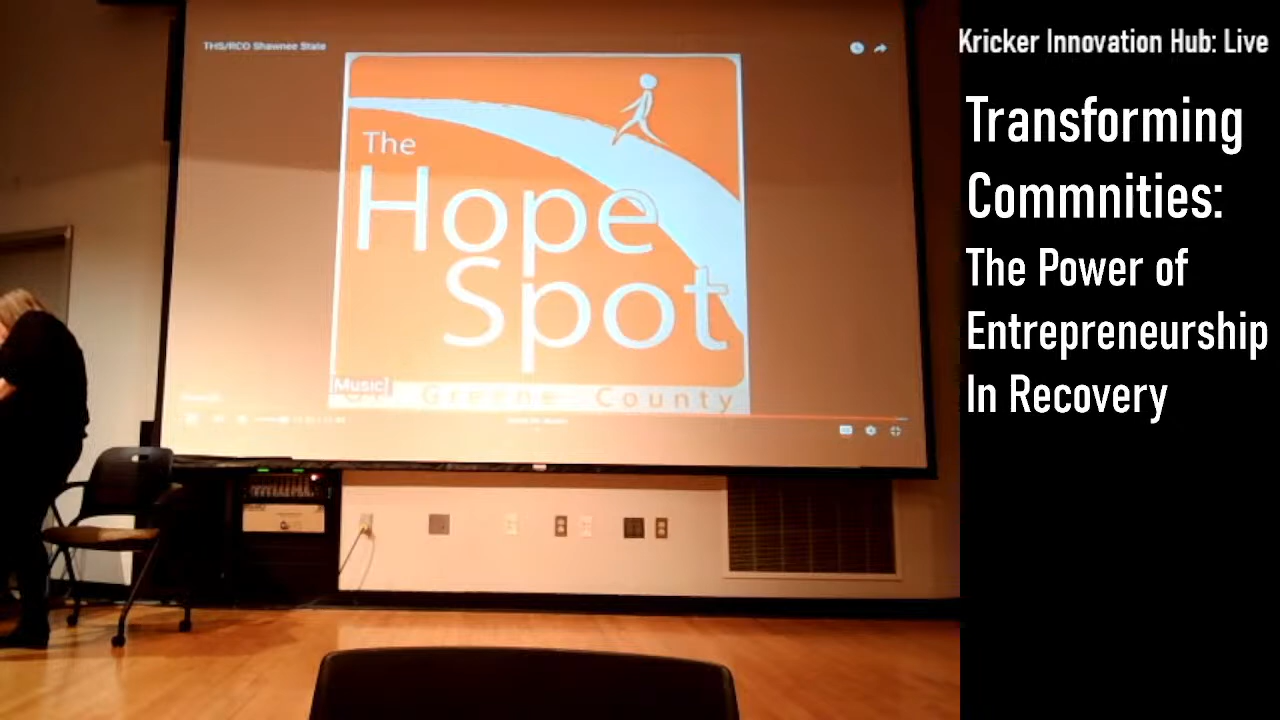 THS/RCO Shawnee State
The
Hope
Spot
[Music]
Of Greene County
Kricker Innovation Hub: Live
Transforming
Commnities:
The Power of
Entrepreneurship
In Recovery